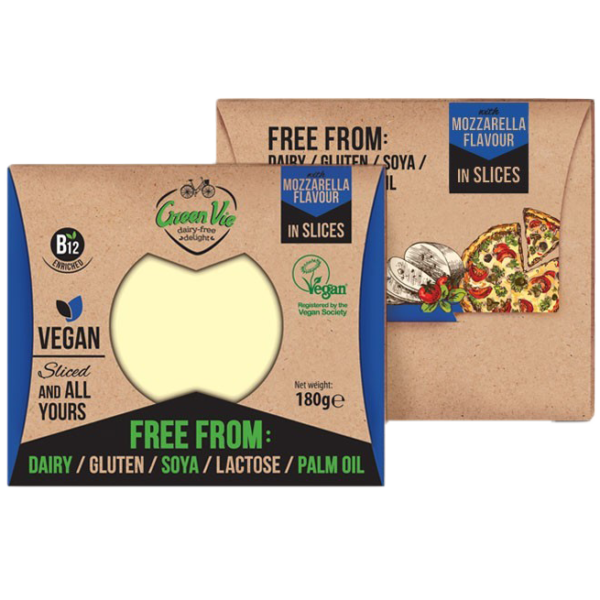 with
MOZZARELLA
FLAVOUR
IN SLICES
FREE FROM:
DAIRY / GLUTEN / SOYA /
IL
Green Vie
dairy-free
delight
with
MOZZARELLA
FLAVOUR
IN SLICES
B12
ENRICHED
VEGAN
Sliced
AND ALL
YOURS
Vegan
Registered by the
Vegan Society
Net weight:
180g℮
FREE FROM:
DAIRY / GLUTEN / SOYA / LACTOSE / PALM OIL